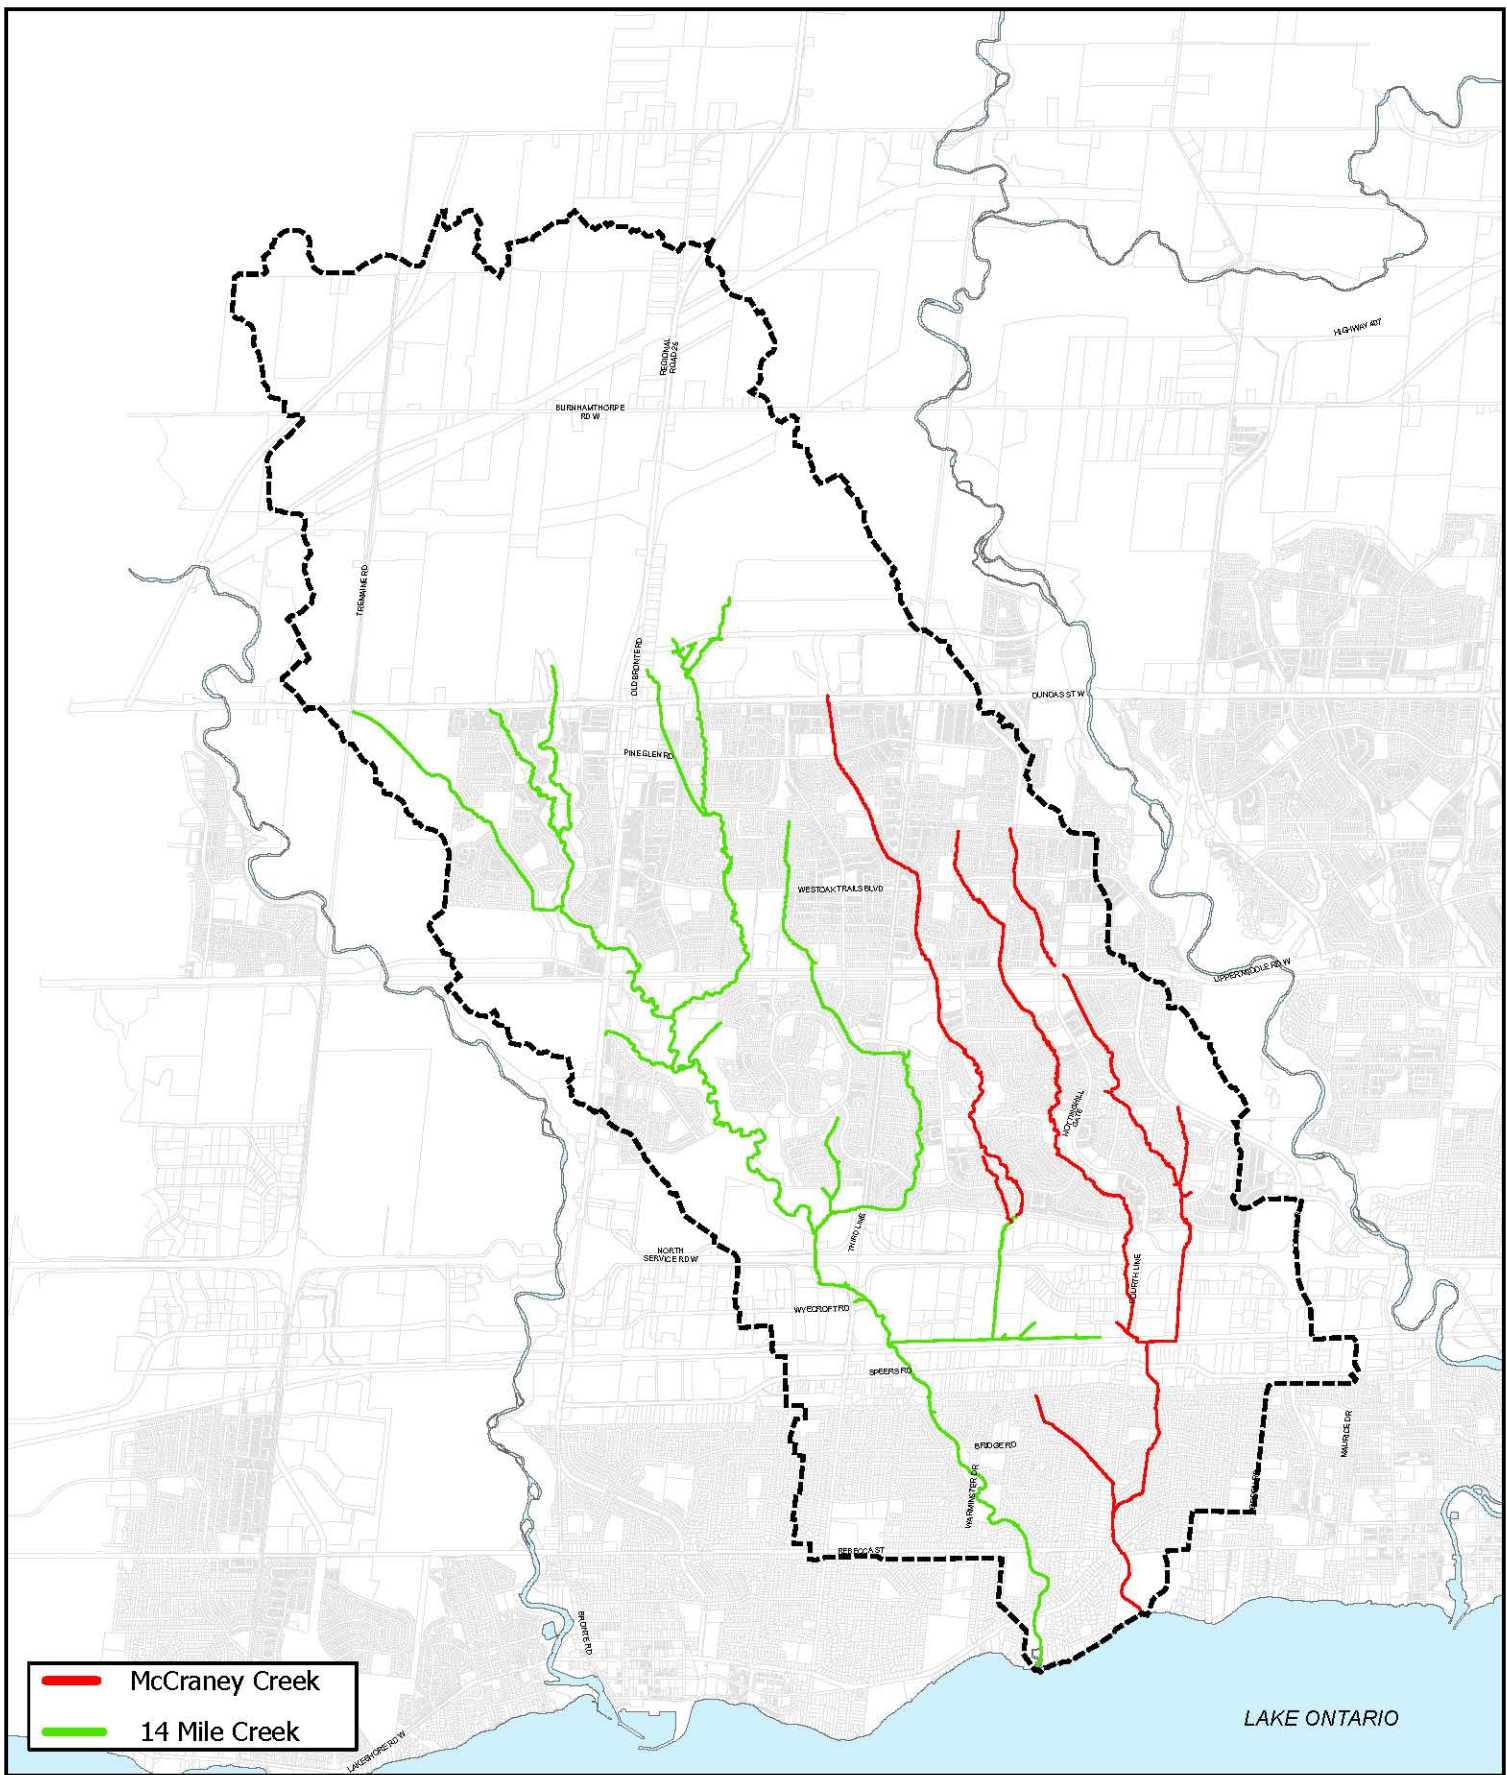 HIGHWAY 407
REGIONAL
ROAD 25
BURNHAMTHORPE
RD W
TREMAINE RD
OLD BRONTE RD
DUNDAS ST W
PINE GLEN RD
WESTOAK TRAILS BLVD
UPPER MIDDLE RD W
NOTTINGHILL
GATE
THIRD LINE
NORTH
SERVICE RD W
FOURTH LINE
WYECROFT RD
SPEERS RD
MAURICE DR
BRIDGE RD
WARMINSTER DR
REBECCA ST
BRONTE RD
McCraney Creek
14 Mile Creek
LAKE ONTARIO
LAKESHORE RD W